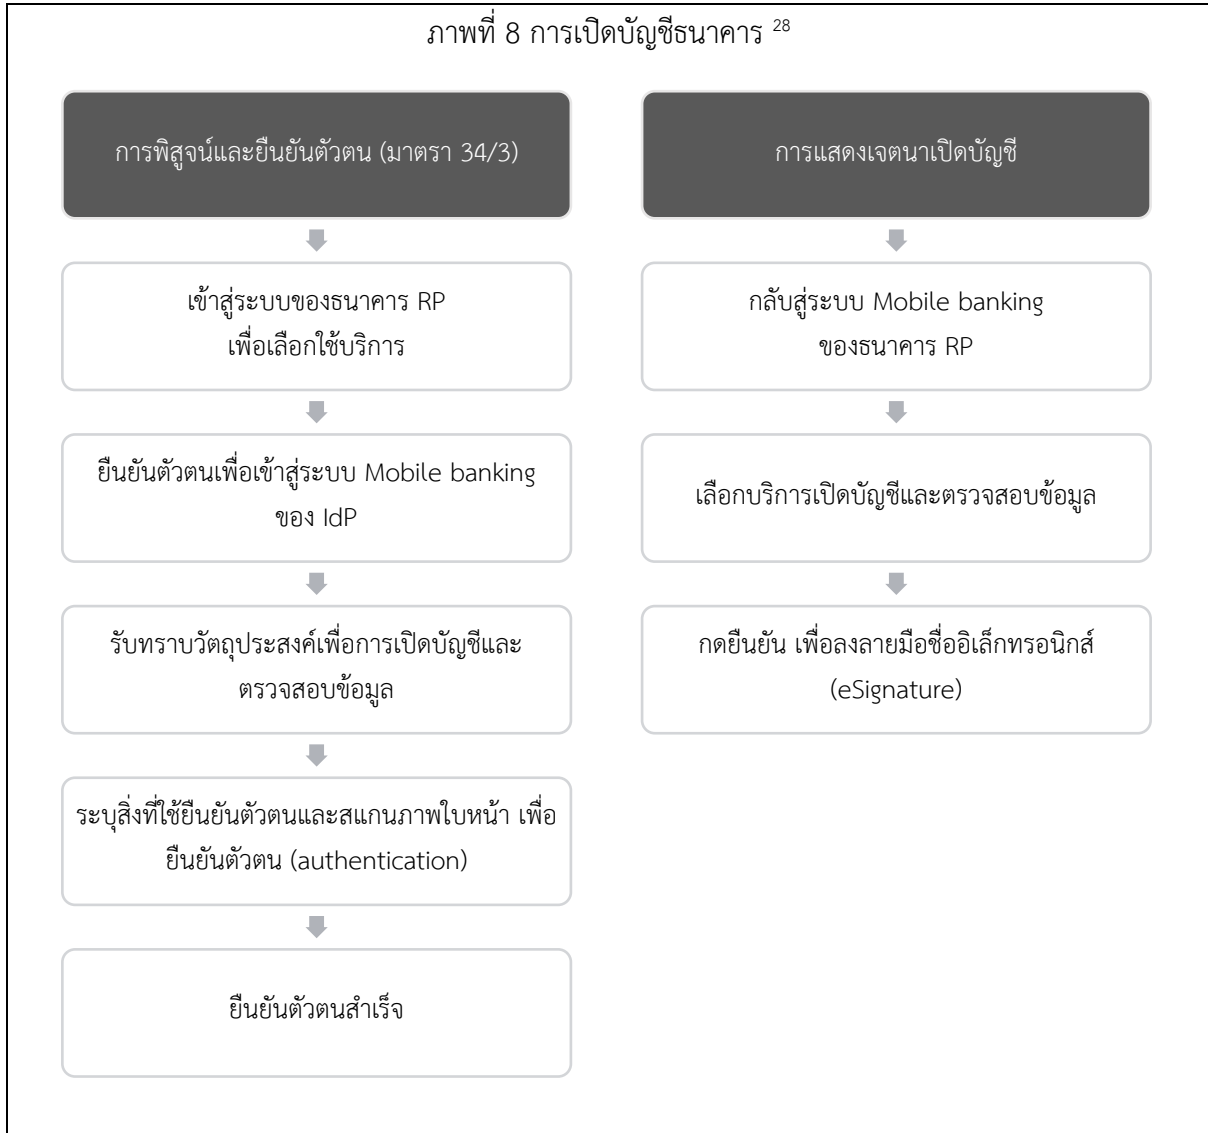 ภาพที่ 8 การเปิดบัญชีธนาคาร 28
การพิสูจน์และยืนยันตัวตน (มาตรา 34/3)
เข้าสู่ระบบของธนาคาร RP
เพื่อเลือกใช้บริการ
ยืนยันตัวตนเพื่อเข้าสู่ระบบ Mobile banking
ของ IdP
รับทราบวัตถุประสงค์เพื่อการเปิดบัญชีและ
ตรวจสอบข้อมูล
ระบุสิ่งที่ใช้ยืนยันตัวตนและสแกนภาพใบหน้า เพื่อ
ยืนยันตัวตน (authentication)
ยืนยันตัวตนสำเร็จ
การแสดงเจตนาเปิดบัญชี
กลับสู่ระบบ Mobile banking
ของธนาคาร RP
เลือกบริการเปิดบัญชีและตรวจสอบข้อมูล
กดยืนยัน เพื่อลงลายมือชื่ออิเล็กทรอนิกส์
(eSignature)